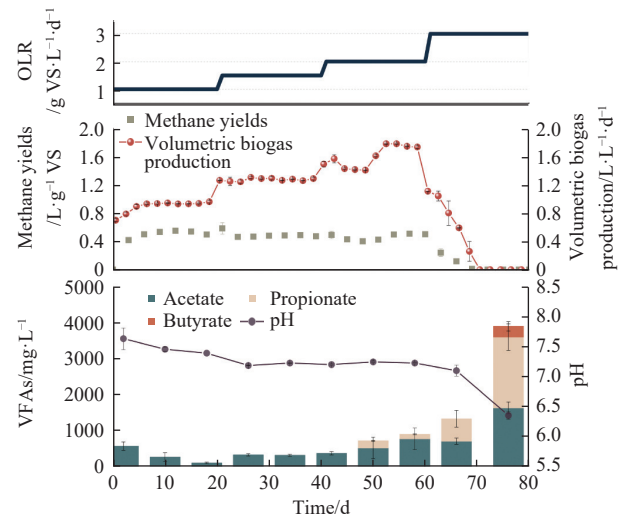 OLR
/g VS·L⁻¹·d⁻¹
3
2
1
Methane yields
/L·g⁻¹ VS
2.0
1.6
1.2
0.8
0.4
0
Methane yields
Volumetric biogas
production
2.0
1.6
1.2
0.8
0.4
0
Volumetric biogas
production/L·L⁻¹·d⁻¹
VFAs/mg·L⁻¹
5000
4000
3000
2000
1000
0
Acetate
Propionate
Butyrate
pH
8.5
8.0
7.5
7.0
6.5
6.0
5.5
pH
0 10 20 30 40 50 60 70 80
Time/d